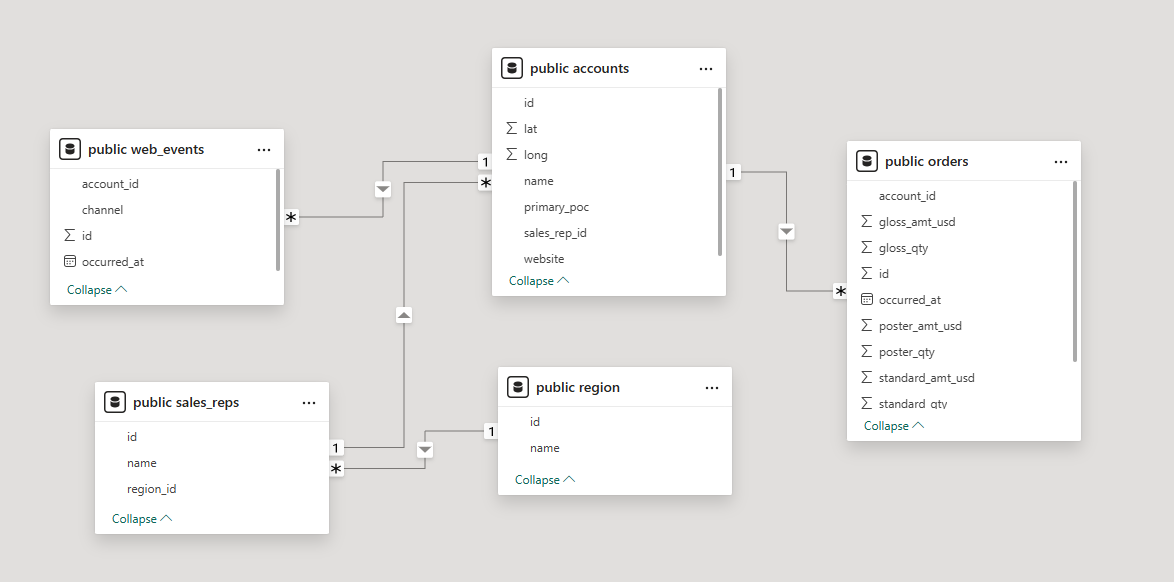 public accounts
id
lat
long
name
primary_poc
sales_rep_id
website
Collapse
public web_events
account_id
channel
id
occurred_at
Collapse
public orders
account_id
gloss_amt_usd
gloss_qty
id
occurred_at
poster_amt_usd
poster_qty
standard_amt_usd
standard_qty
Collapse
public sales_reps
id
name
region_id
Collapse
public region
id
name
Collapse
1
*
1
*
1
*
1
*